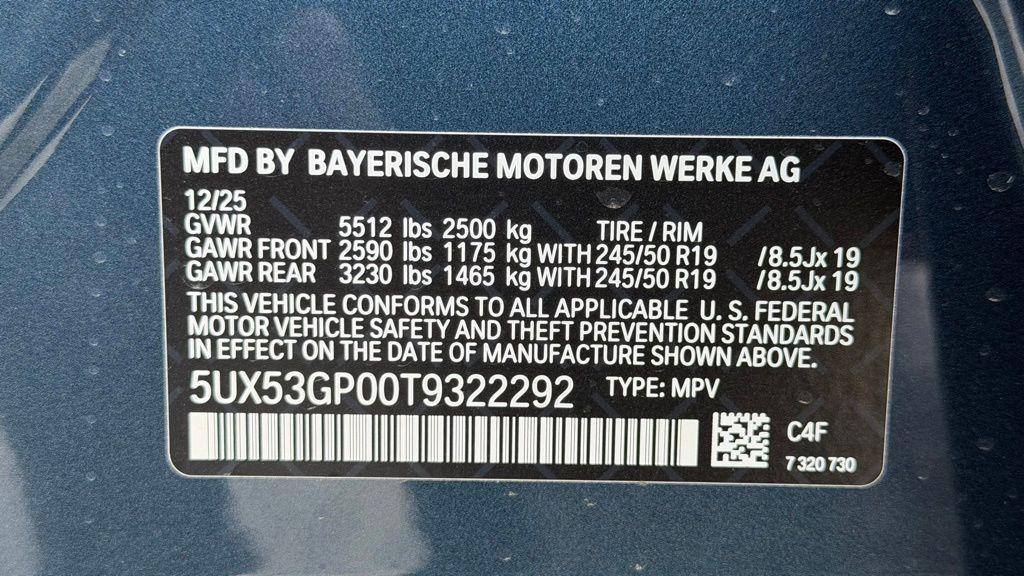 MFD BY BAYERISCHE MOTOREN WERKE AG
12/25
GVWR 5512 lbs 2500 kg TIRE / RIM
GAWR FRONT 2590 lbs 1175 kg WITH 245/50 R19 /8.5Jx 19
GAWR REAR 3230 lbs 1465 kg WITH 245/50 R19 /8.5Jx 19
THIS VEHICLE CONFORMS TO ALL APPLICABLE U. S. FEDERAL
MOTOR VEHICLE SAFETY AND THEFT PREVENTION STANDARDS
IN EFFECT ON THE DATE OF MANUFACTURE SHOWN ABOVE.
5UX53GP00T9322292 TYPE: MPV
C4F
7 320 730